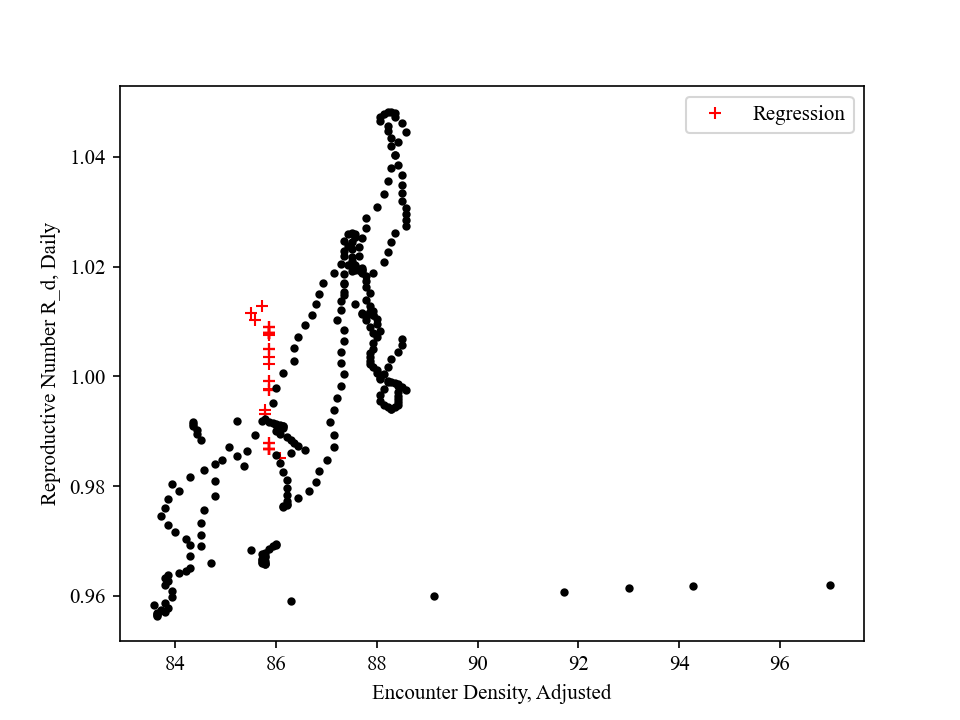 Regression
1.04
1.02
1.00
0.98
0.96
Reproductive Number R_d, Daily
84 86 88 90 92 94 96
Encounter Density, Adjusted